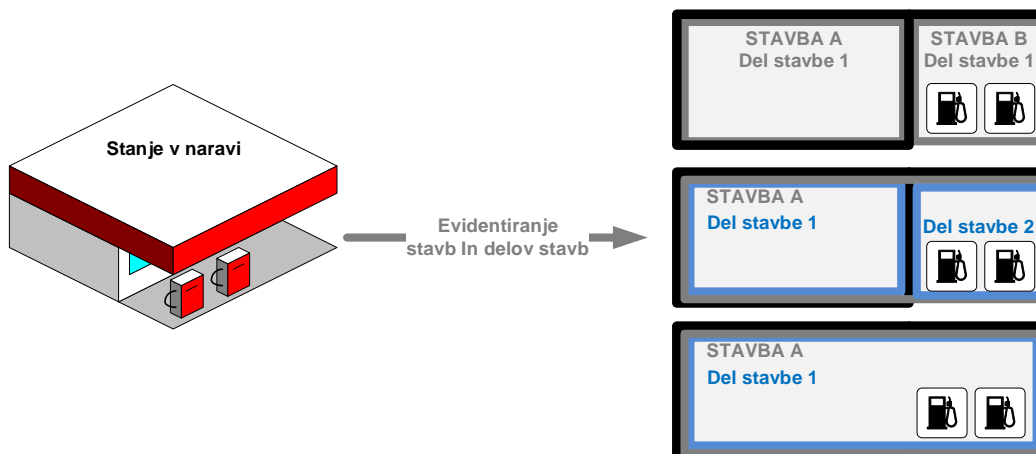 Stanje v naravi
Evidentiranje
stavb In delov stavb
STAVBA A
Del stavbe 1
STAVBA B
Del stavbe 1
STAVBA A
Del stavbe 1
Del stavbe 2
STAVBA A
Del stavbe 1